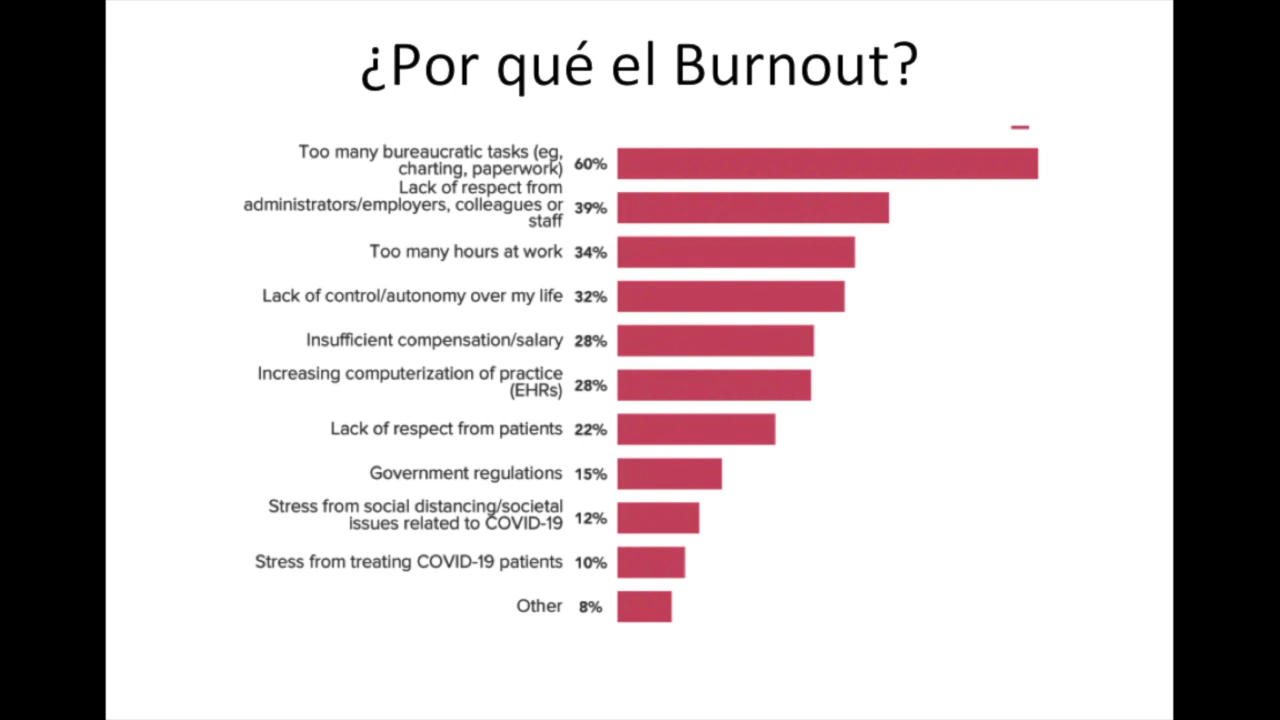 ¿Por qué el Burnout?
Too many bureaucratic tasks (eg,
charting, paperwork) 60%
Lack of respect from
administrators/employers, colleagues or
staff 39%
Too many hours at work 34%
Lack of control/autonomy over my life 32%
Insufficient compensation/salary 28%
Increasing computerization of practice
(EHRs) 28%
Lack of respect from patients 22%
Government regulations 15%
Stress from social distancing/societal
issues related to COVID-19 12%
Stress from treating COVID-19 patients 10%
Other 8%